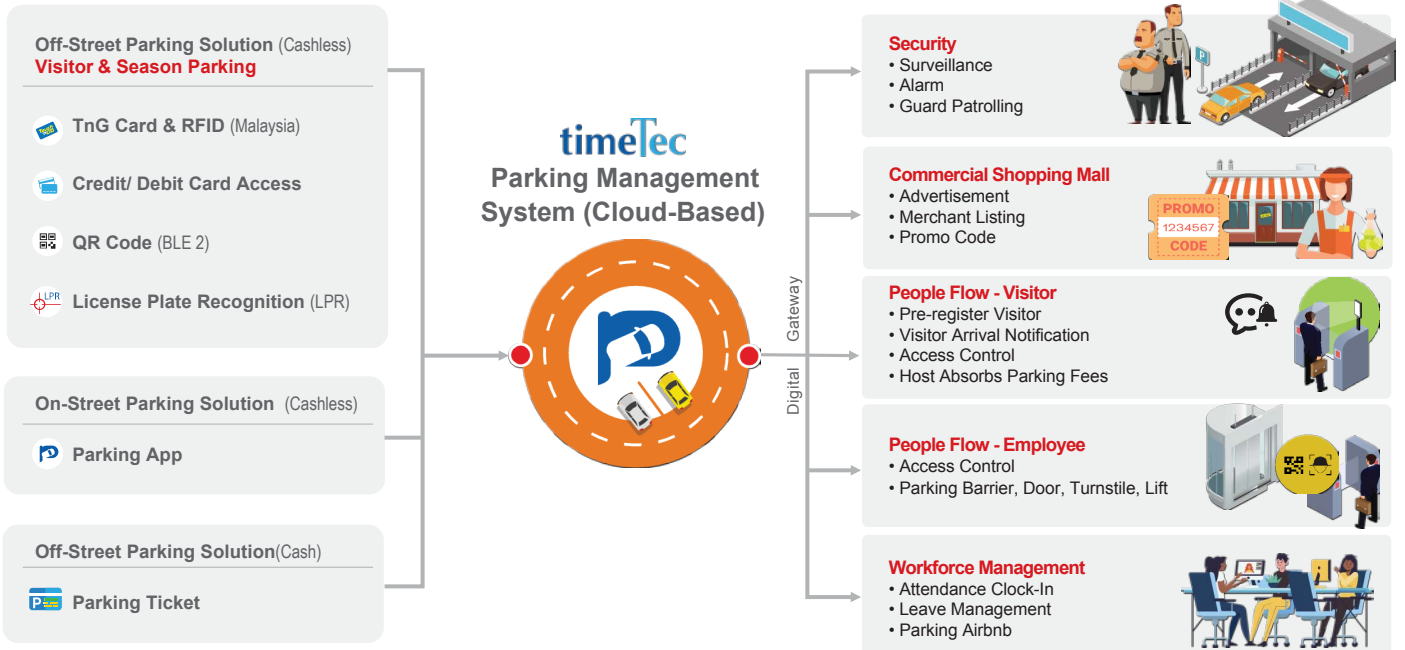 Off-Street Parking Solution (Cashless)
Visitor & Season Parking
TnG Card & RFID (Malaysia)
Credit/ Debit Card Access
QR Code (BLE 2)
LPR
License Plate Recognition (LPR)
On-Street Parking Solution (Cashless)
Parking App
Off-Street Parking Solution(Cash)
P
Parking Ticket
timeTec
Parking Management
System (Cloud-Based)
Digital Gateway
Security
• Surveillance
• Alarm
• Guard Patrolling
P
Commercial Shopping Mall
• Advertisement
• Merchant Listing
• Promo Code
PROMO
1234567
CODE
People Flow - Visitor
• Pre-register Visitor
• Visitor Arrival Notification
• Access Control
• Host Absorbs Parking Fees
People Flow - Employee
• Access Control
• Parking Barrier, Door, Turnstile, Lift
Workforce Management
• Attendance Clock-In
• Leave Management
• Parking Airbnb